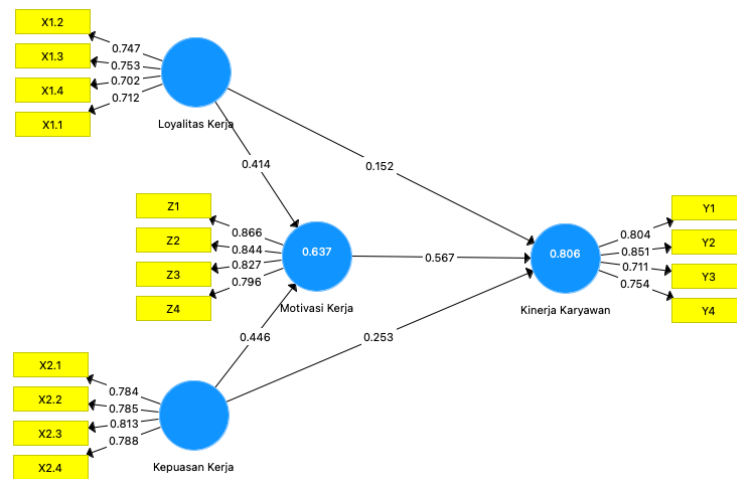 X1.2
X1.3
X1.4
X1.1
0.747
0.753
0.702
0.712
Loyalitas Kerja
0.414
0.152
Z1
Z2
Z3
Z4
0.866
0.844
0.827
0.796
0.637
Motivasi Kerja
0.567
0.806
Kinerja Karyawan
0.804
0.851
0.711
0.754
Y1
Y2
Y3
Y4
0.446
0.253
X2.1
X2.2
X2.3
X2.4
0.784
0.785
0.813
0.788
Kepuasan Kerja